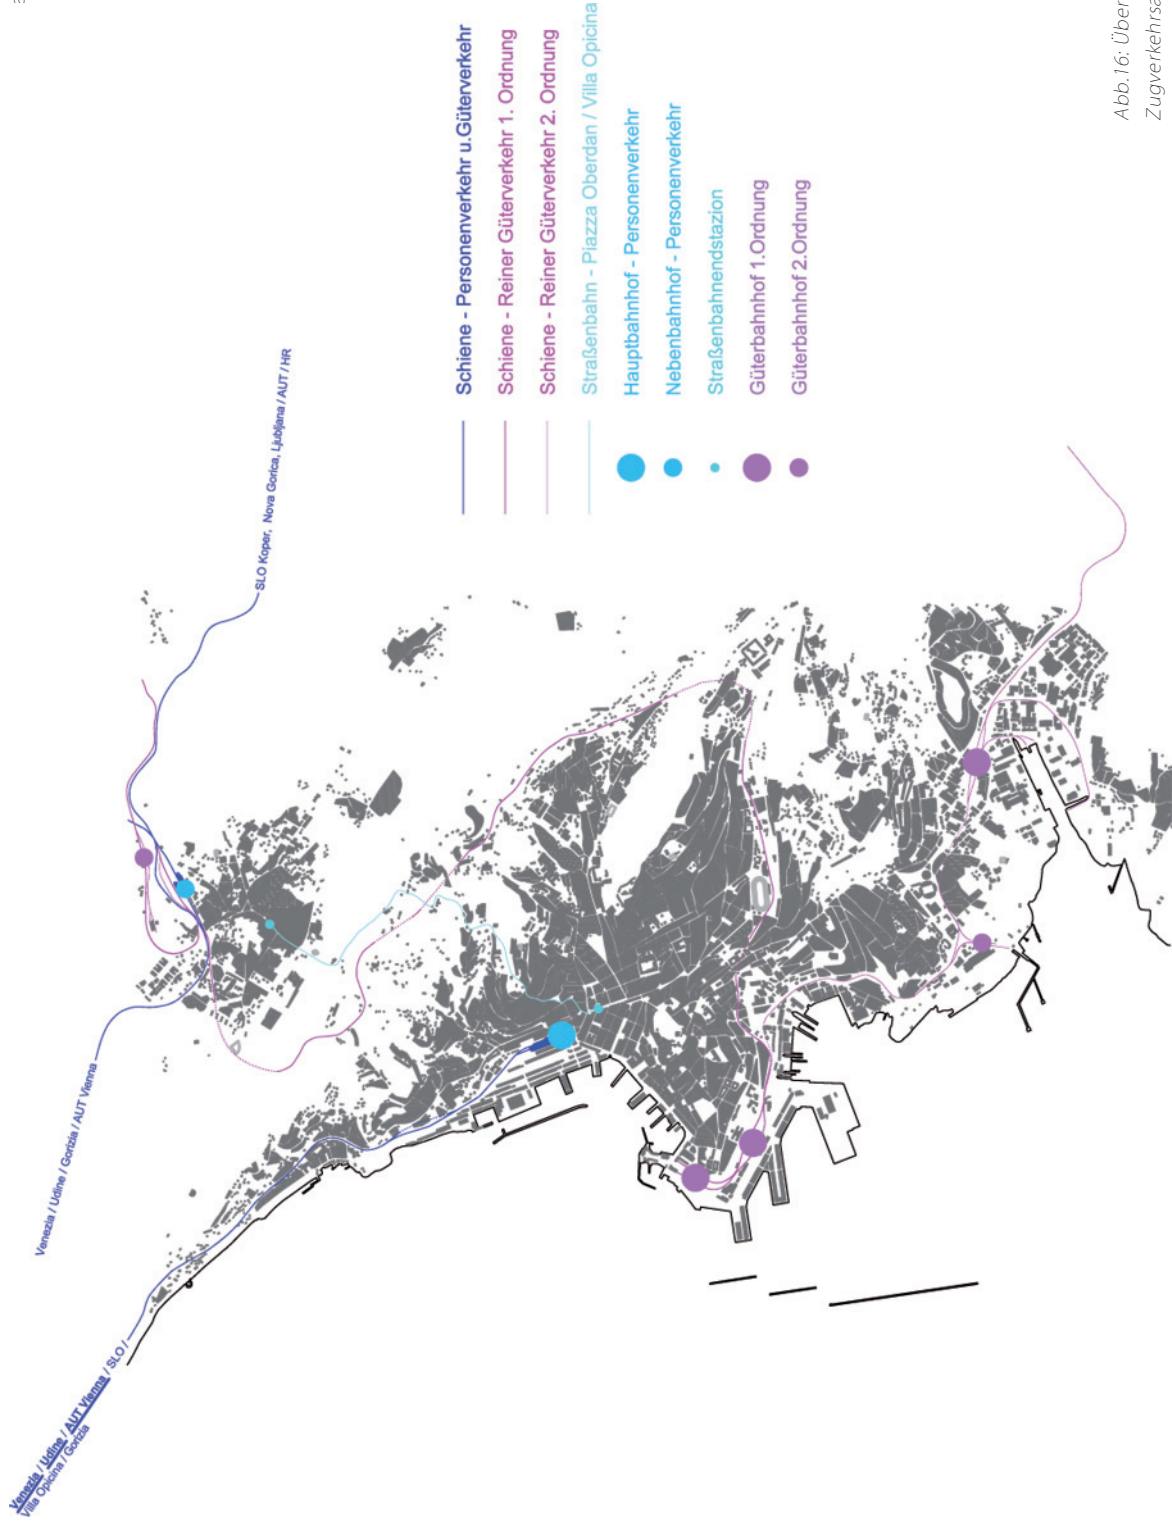 Venezia / Udine / AUT Vienna / SLO /
Villa Opicina / Gorizia
Venezia / Udine / Gorizia / AUT Vienna
SLO Koper, Nova Gorica, Ljubljana / AUT / HR
Schiene - Personenverkehr u.Güterverkehr
Schiene - Reiner Güterverkehr 1. Ordnung
Schiene - Reiner Güterverkehr 2. Ordnung
Straßenbahn - Piazza Oberdan / Villa Opicina
Hauptbahnhof - Personenverkehr
Nebenbahnhof - Personenverkehr
Straßenbahnendstazion
Güterbahnhof 1.Ordnung
Güterbahnhof 2.Ordnung
Abb.16: Über
Zugverkehrsa